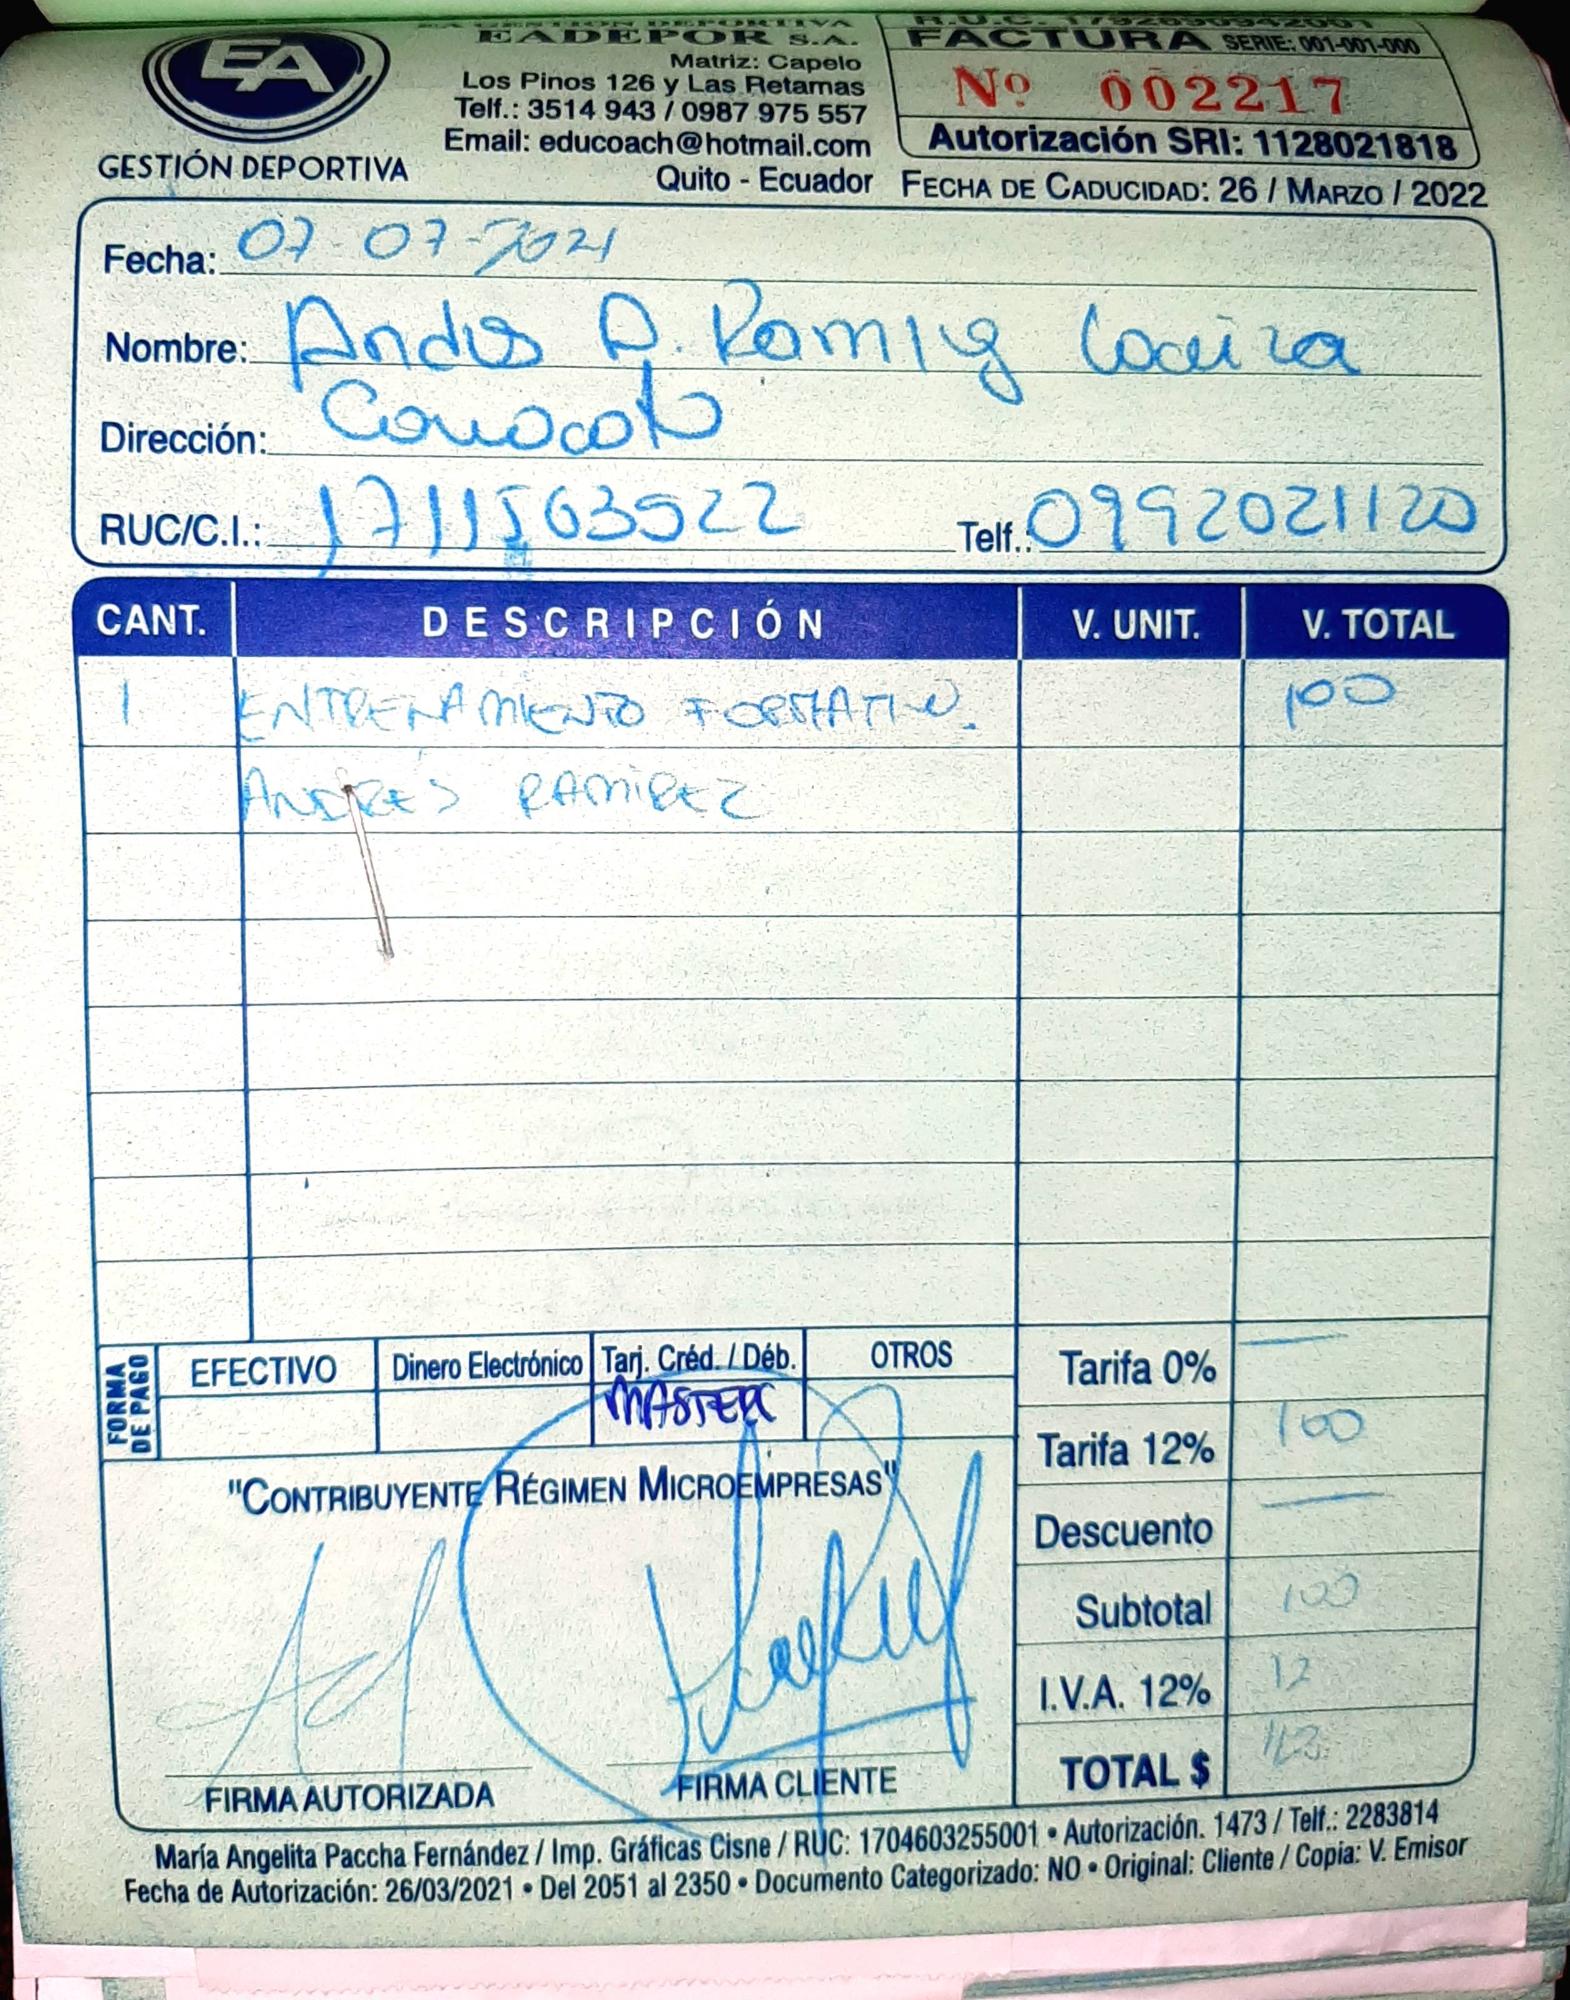 EA GESTIÓN DEPORTIVA
EADEPOR S.A.
Matriz: Capelo
Los Pinos 126 y Las Retamas
Telf.: 3514 943 / 0987 975 557
Email: educoach@hotmail.com
Quito - Ecuador
EA
GESTIÓN DEPORTIVA
R.U.C. 1792690942001
FACTURA SERIE: 001-001-000
Nº 002217
Autorización SRI: 1128021818
FECHA DE CADUCIDAD: 26 / MARZO / 2022
Fecha: 07-07-2021
Nombre: Andrés D. Ramirez
Dirección: Conocoto
RUC/C.I.: 1711563522 Telf.: 0992021120
CANT. DESCRIPCIÓN V. UNIT. V. TOTAL
1 ENTRENAMIENTO FORMATIVO. 100
ANDRÉS RAMÍREZ
FORMA DE PAGO
EFECTIVO Dinero Electrónico Tarj. Créd. / Déb. OTROS
MASTERC
Tarifa 0% —
Tarifa 12% 100
Descuento —
Subtotal 100
I.V.A. 12% 12
TOTAL $ 112
"CONTRIBUYENTE RÉGIMEN MICROEMPRESAS"
FIRMA AUTORIZADA FIRMA CLIENTE
María Angelita Paccha Fernández / Imp. Gráficas Cisne / RUC: 1704603255001 • Autorización. 1473 / Telf.: 2283814
Fecha de Autorización: 26/03/2021 • Del 2051 al 2350 • Documento Categorizado: NO • Original: Cliente / Copia: V. Emisor